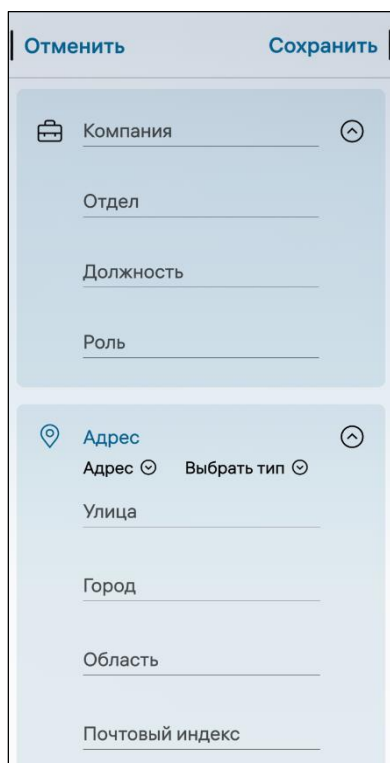 Отменить Сохранить
Компания
Отдел
Должность
Роль
Адрес
Адрес Выбрать тип
Улица
Город
Область
Почтовый индекс